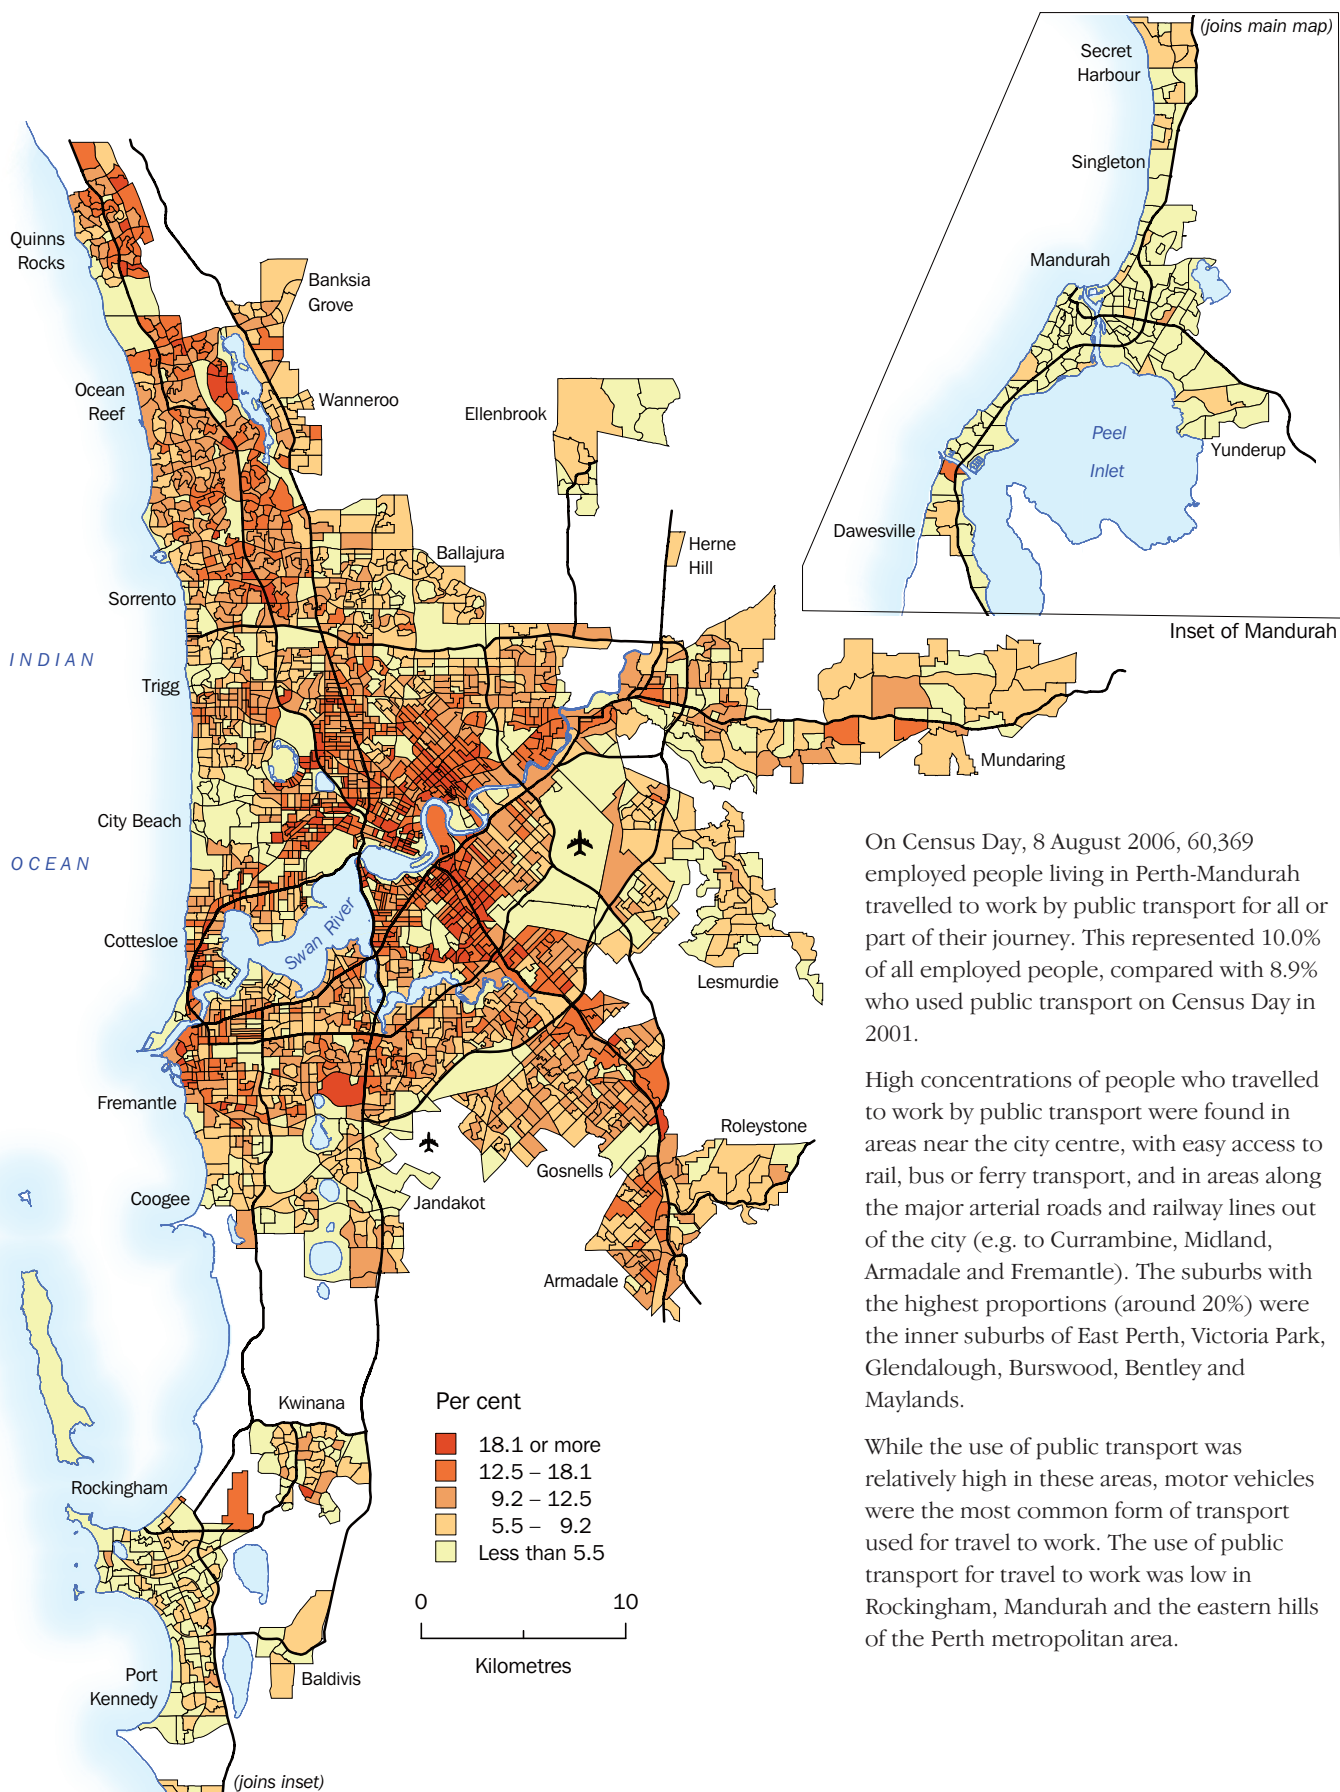 (joins main map)
Secret
Harbour
Singleton
Mandurah
Peel
Inlet
Yunderup
Dawesville
Inset of Mandurah
Quinns
Rocks
Banksia
Grove
Ocean
Reef
Wanneroo
Ellenbrook
Ballajura
Herne
Hill
Sorrento
INDIAN
Trigg
Mundaring
City Beach
OCEAN
Cottesloe
Swan River
Lesmurdie
Fremantle
Roleystone
Gosnells
Coogee
Jandakot
Armadale
Kwinana
Rockingham
Port
Kennedy
Baldivis
(joins inset)
Per cent
18.1 or more
12.5 – 18.1
9.2 – 12.5
5.5 – 9.2
Less than 5.5
0 10
Kilometres
On Census Day, 8 August 2006, 60,369
employed people living in Perth-Mandurah
travelled to work by public transport for all or
part of their journey. This represented 10.0%
of all employed people, compared with 8.9%
who used public transport on Census Day in
2001.
High concentrations of people who travelled
to work by public transport were found in
areas near the city centre, with easy access to
rail, bus or ferry transport, and in areas along
the major arterial roads and railway lines out
of the city (e.g. to Currambine, Midland,
Armadale and Fremantle). The suburbs with
the highest proportions (around 20%) were
the inner suburbs of East Perth, Victoria Park,
Glendalough, Burswood, Bentley and
Maylands.
While the use of public transport was
relatively high in these areas, motor vehicles
were the most common form of transport
used for travel to work. The use of public
transport for travel to work was low in
Rockingham, Mandurah and the eastern hills
of the Perth metropolitan area.